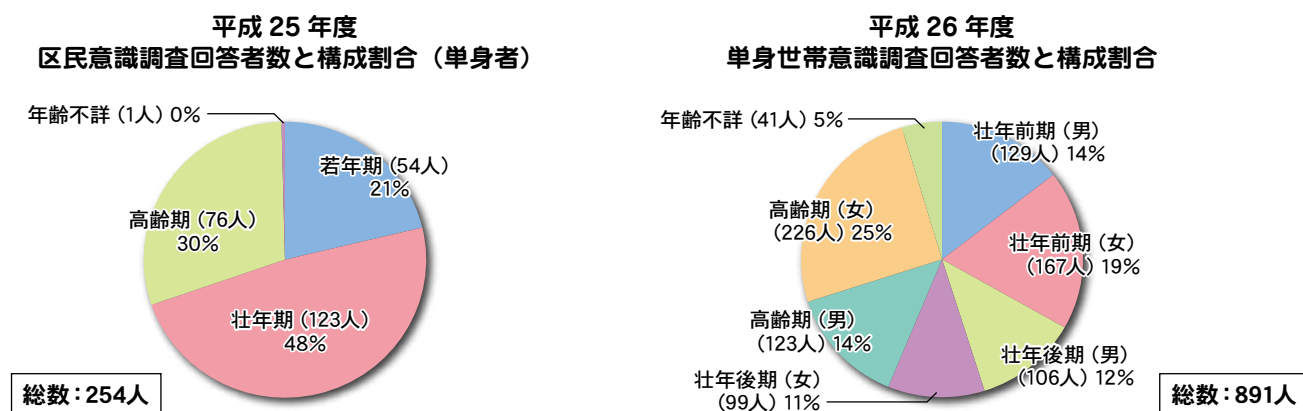 平成 25 年度
区民意識調査回答者数と構成割合（単身者）
年齢不詳（1人）0%
若年期（54人）
21%
高齢期（76人）
30%
壮年期（123人）
48%
総数：254人
平成 26 年度
単身世帯意識調査回答者数と構成割合
年齢不詳（41人）5%
壮年前期（男）
（129人）14%
高齢期（女）
（226人）25%
壮年前期（女）
（167人）19%
高齢期（男）
（123人）14%
壮年後期（男）
（106人）12%
壮年後期（女）
（99人）11%
総数：891人